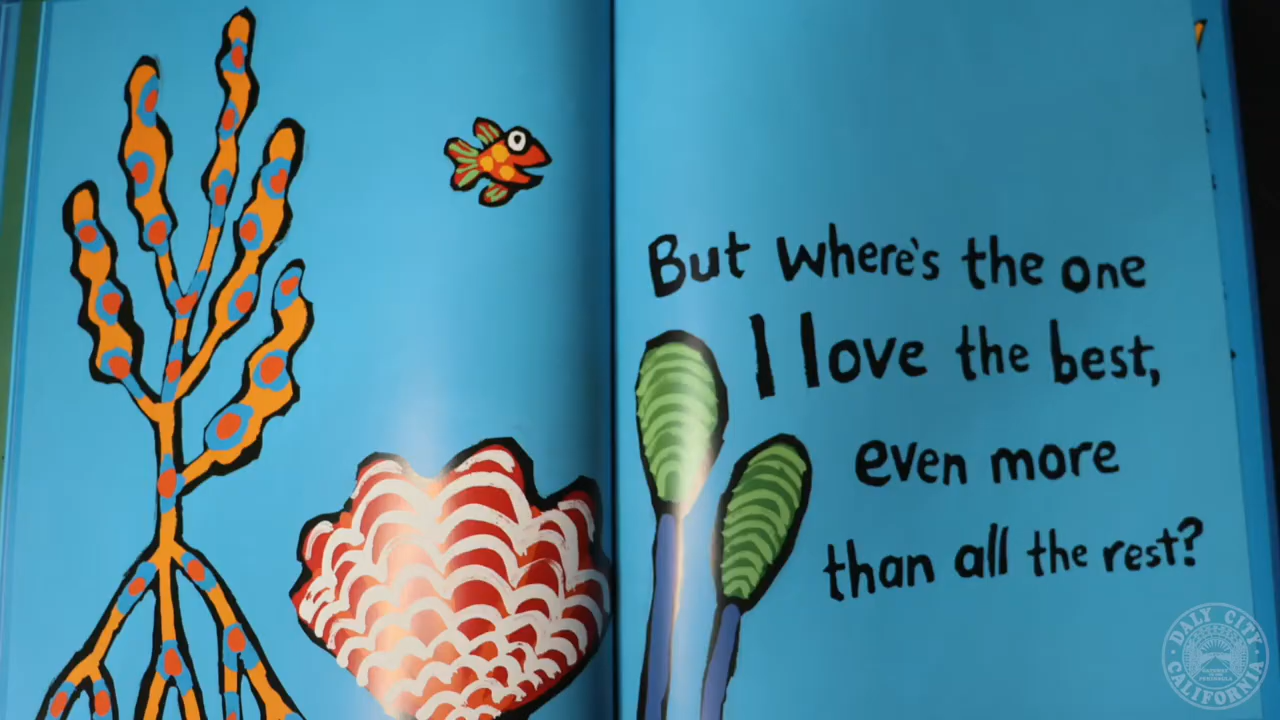 But where's the one
I love the best,
even more
than all the rest?
DALY CITY
CALIFORNIA